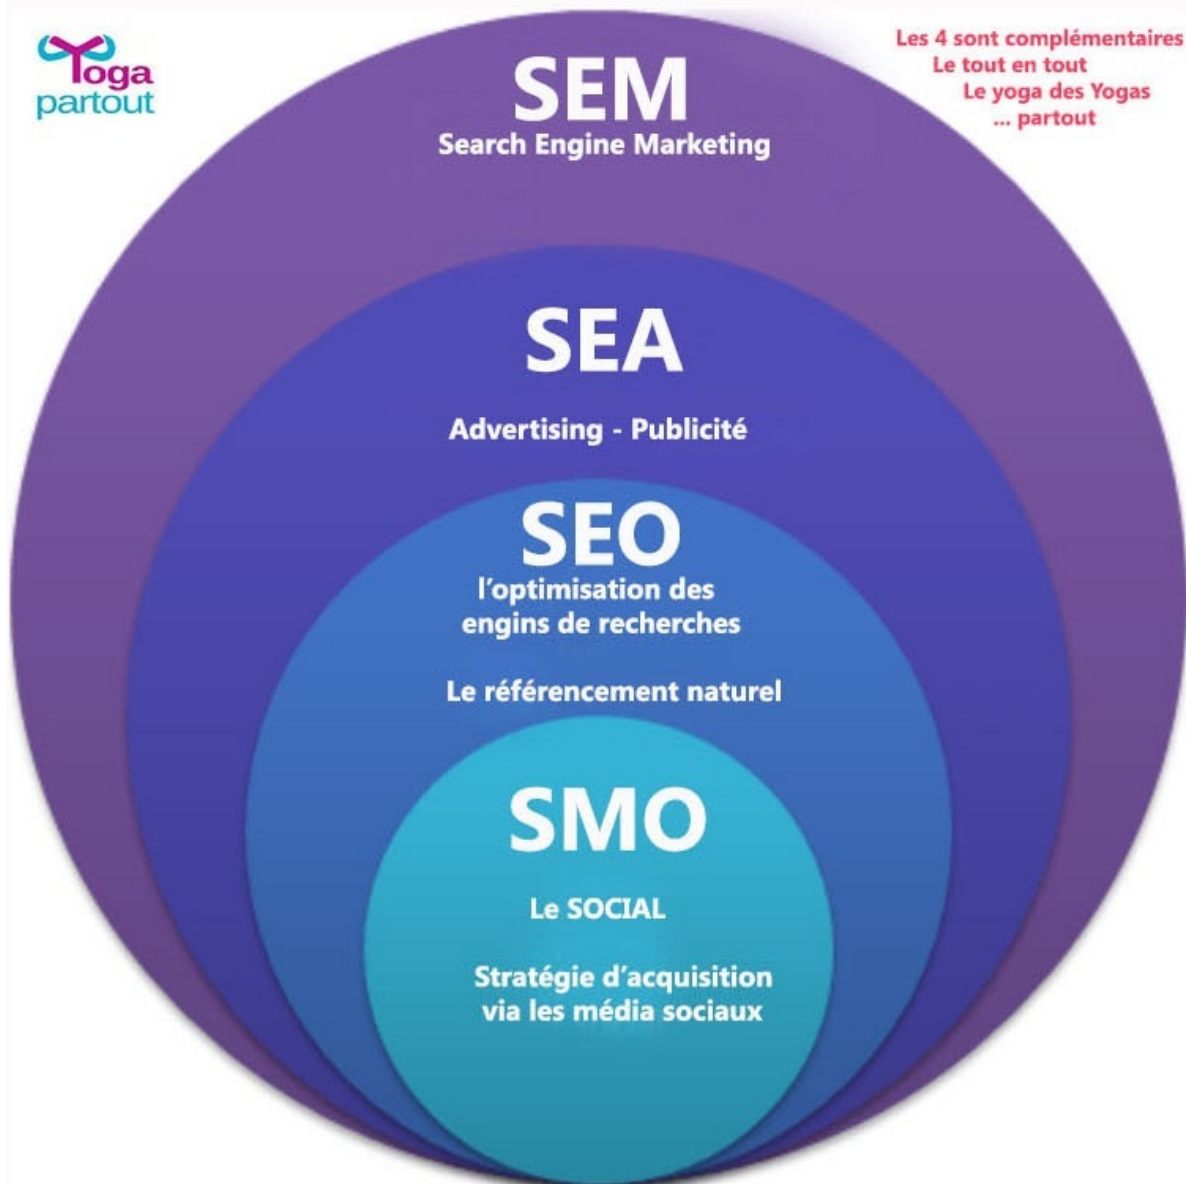 Yoga
partout
Les 4 sont complémentaires
Le tout en tout
Le yoga des Yogas
... partout
SEM
Search Engine Marketing
SEA
Advertising - Publicité
SEO
l'optimisation des
engins de recherches
Le référencement naturel
SMO
Le SOCIAL
Stratégie d'acquisition
via les média sociaux